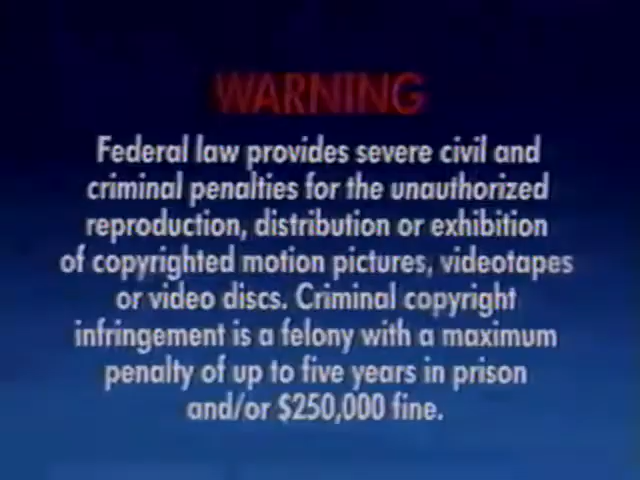 WARNING
Federal law provides severe civil and
criminal penalties for the unauthorized
reproduction, distribution or exhibition
of copyrighted motion pictures, videotapes
or video discs. Criminal copyright
infringement is a felony with a maximum
penalty of up to five years in prison
and/or $250,000 fine.